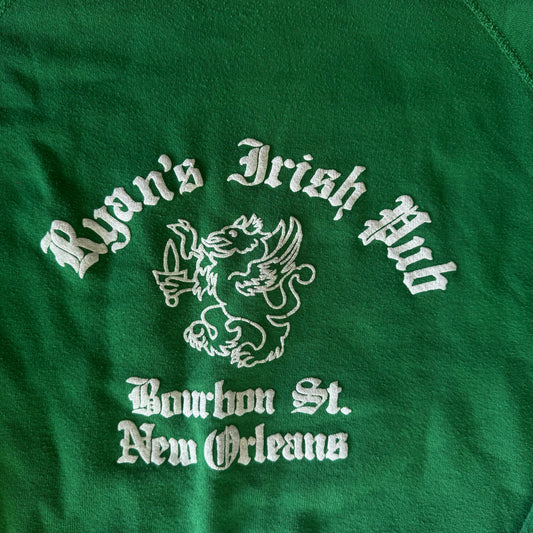 Ryan's Irish Pub
Bourbon St.
New Orleans